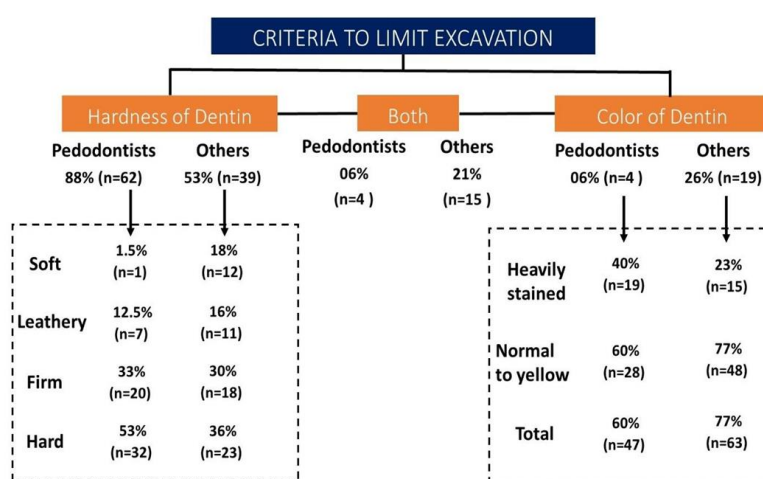 CRITERIA TO LIMIT EXCAVATION
Hardness of Dentin
Both
Color of Dentin
Pedodontists Others
88% (n=62) 53% (n=39)
Pedodontists Others
06% 21%
(n=4 ) (n=15 )
Pedodontists Others
06% (n=4 ) 26% (n=19)
Soft 1.5% 18%
(n=1) (n=12)
Leathery 12.5% 16%
(n=7) (n=11)
Firm 33% 30%
(n=20) (n=18)
Hard 53% 36%
(n=32) (n=23)
Heavily 40% 23%
stained (n=19) (n=15)
Normal 60% 77%
to yellow (n=28) (n=48)
Total 60% 77%
(n=47) (n=63)